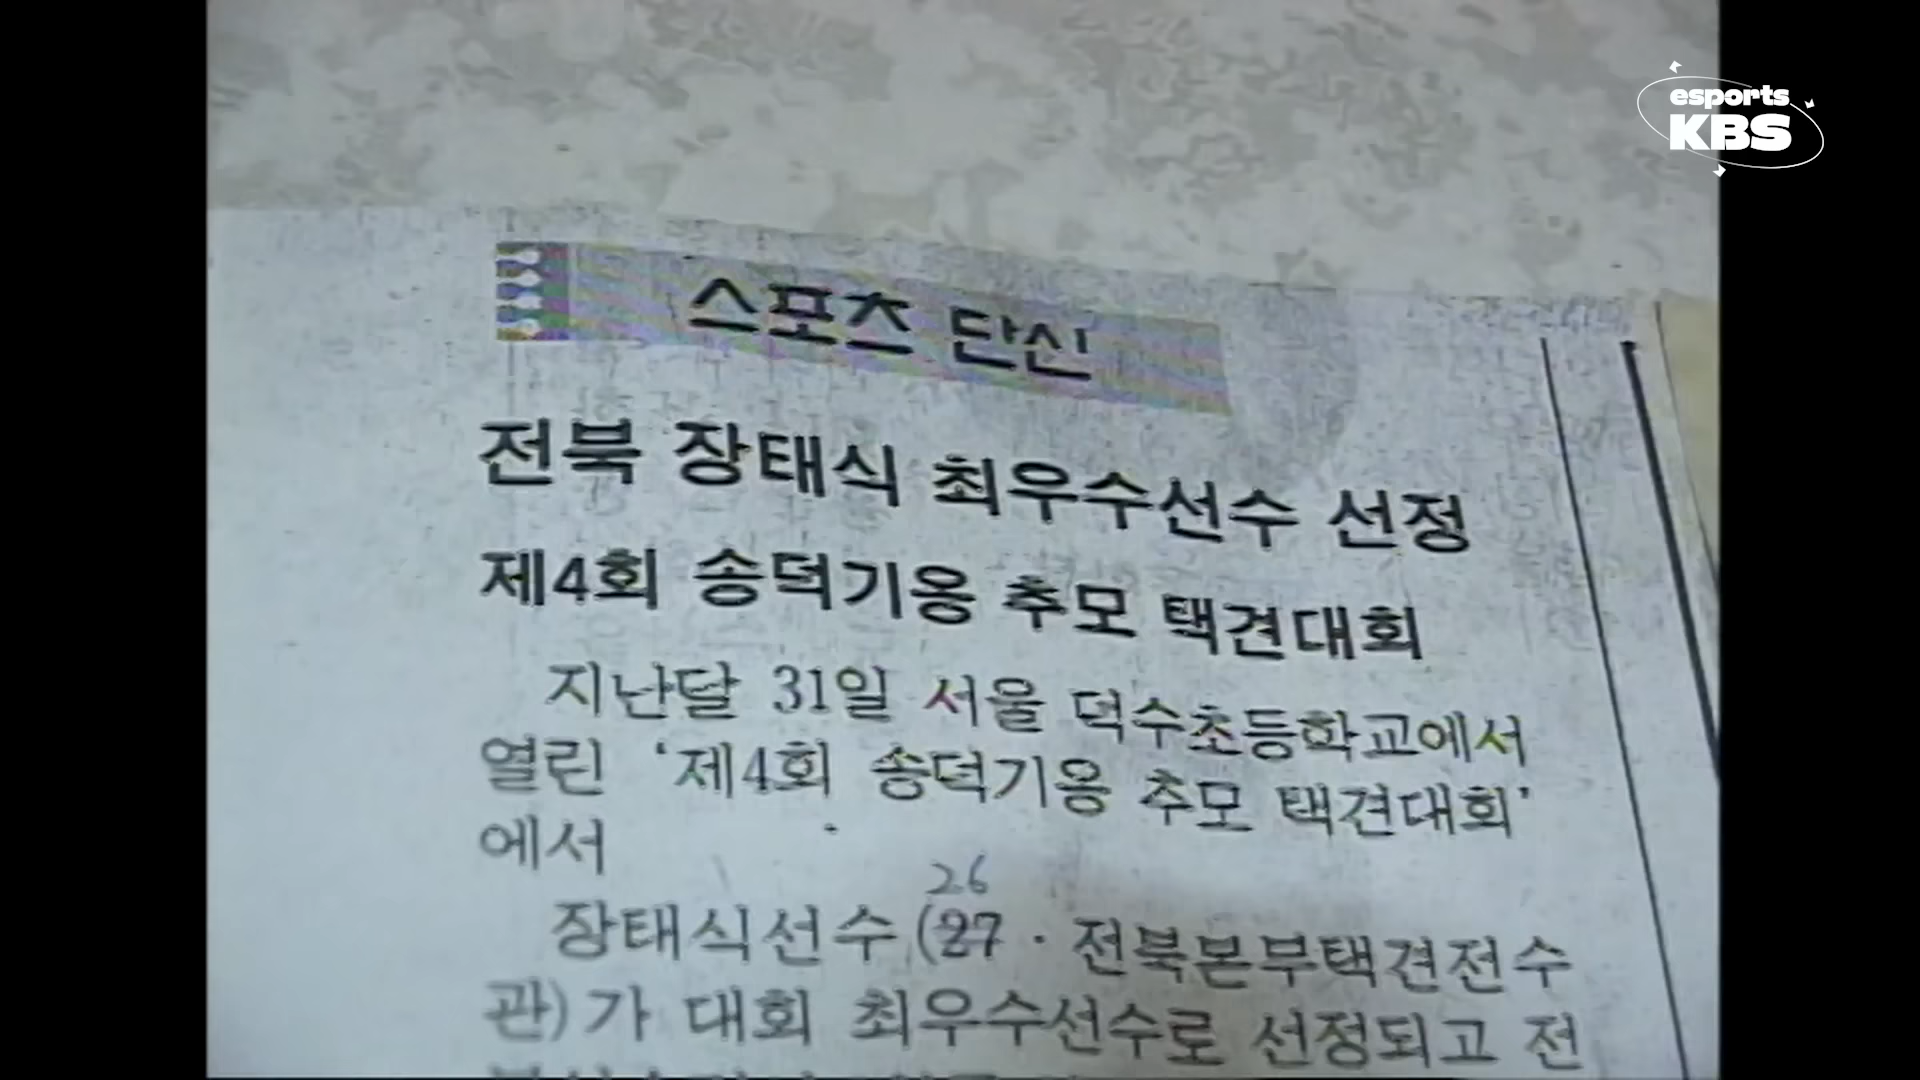 esports
KBS
스포츠 단신
전북 장태식 최우수선수 선정
제4회 송덕기옹 추모 택견대회
지난달 31일 서울 덕수초등학교에서
열린 '제4회 송덕기옹 추모 택견대회'
에서
26
장태식선수(27·전북본부택견전수
관)가 대회 최우수선수로 선정되고 전